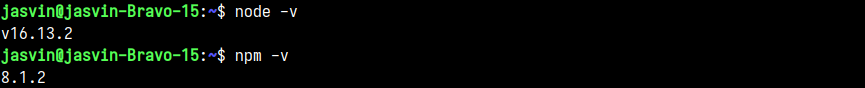 jasvin@jasvin-Bravo-15:~$ node -v
v16.13.2
jasvin@jasvin-Bravo-15:~$ npm -v
8.1.2